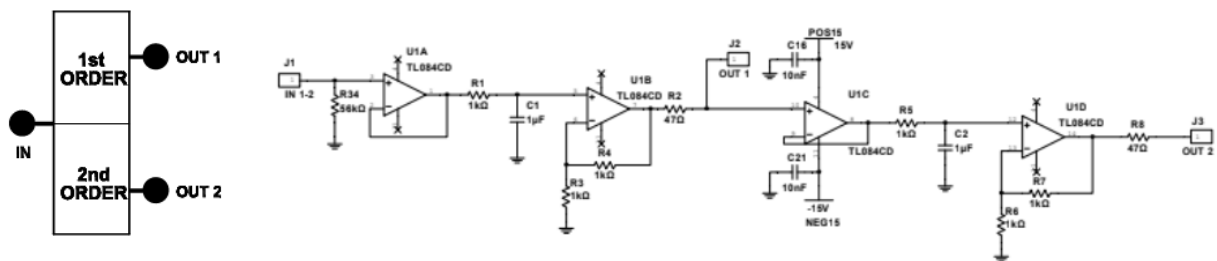 1st
ORDER
OUT 1
IN
2nd
ORDER
OUT 2
J1
IN 1-2
R34
56kΩ
U1A
TL084CD
R1
1kΩ
C1
1µF
U1B
TL084CD
R2
47Ω
R4
1kΩ
R3
1kΩ
J2
OUT 1
POS15
15V
C16
10nF
U1C
TL084CD
C21
10nF
-15V
NEG15
R5
1kΩ
C2
1µF
U1D
TL084CD
R8
47Ω
J3
OUT 2
R7
1kΩ
R6
1kΩ